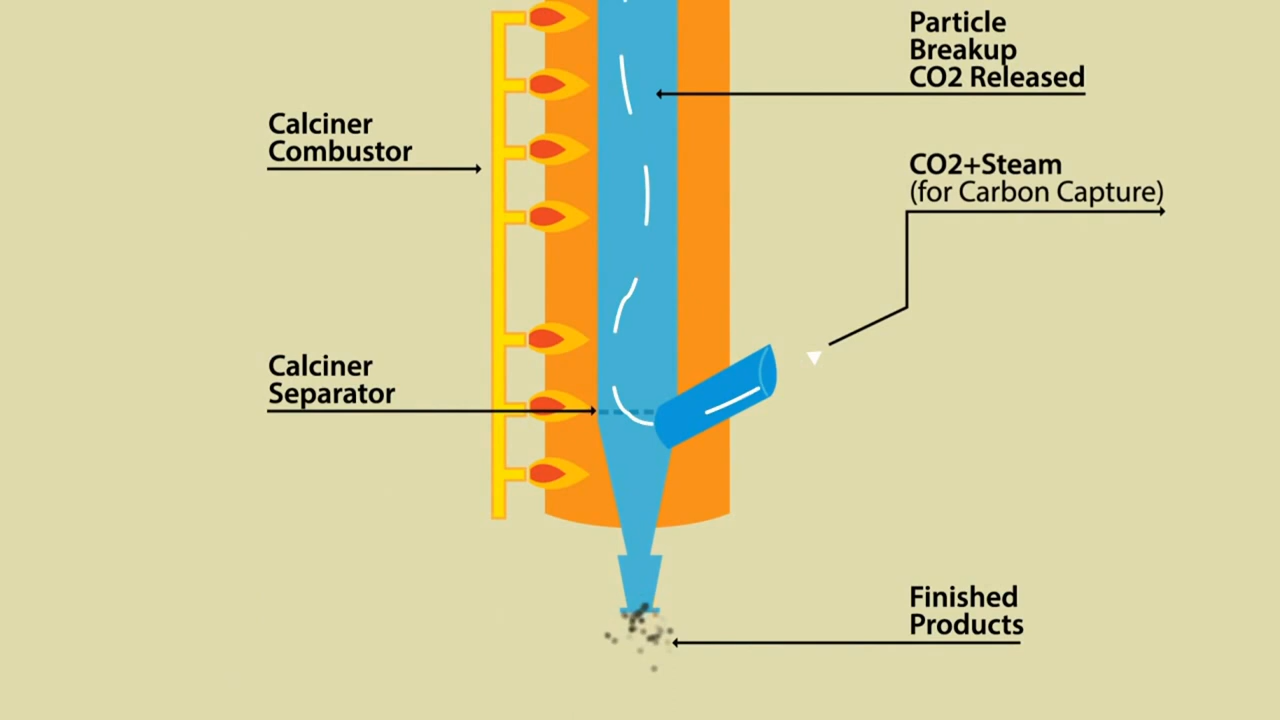 Particle
Breakup
CO2 Released
Calciner
Combustor
CO2+Steam
(for Carbon Capture)
Calciner
Separator
Finished
Products